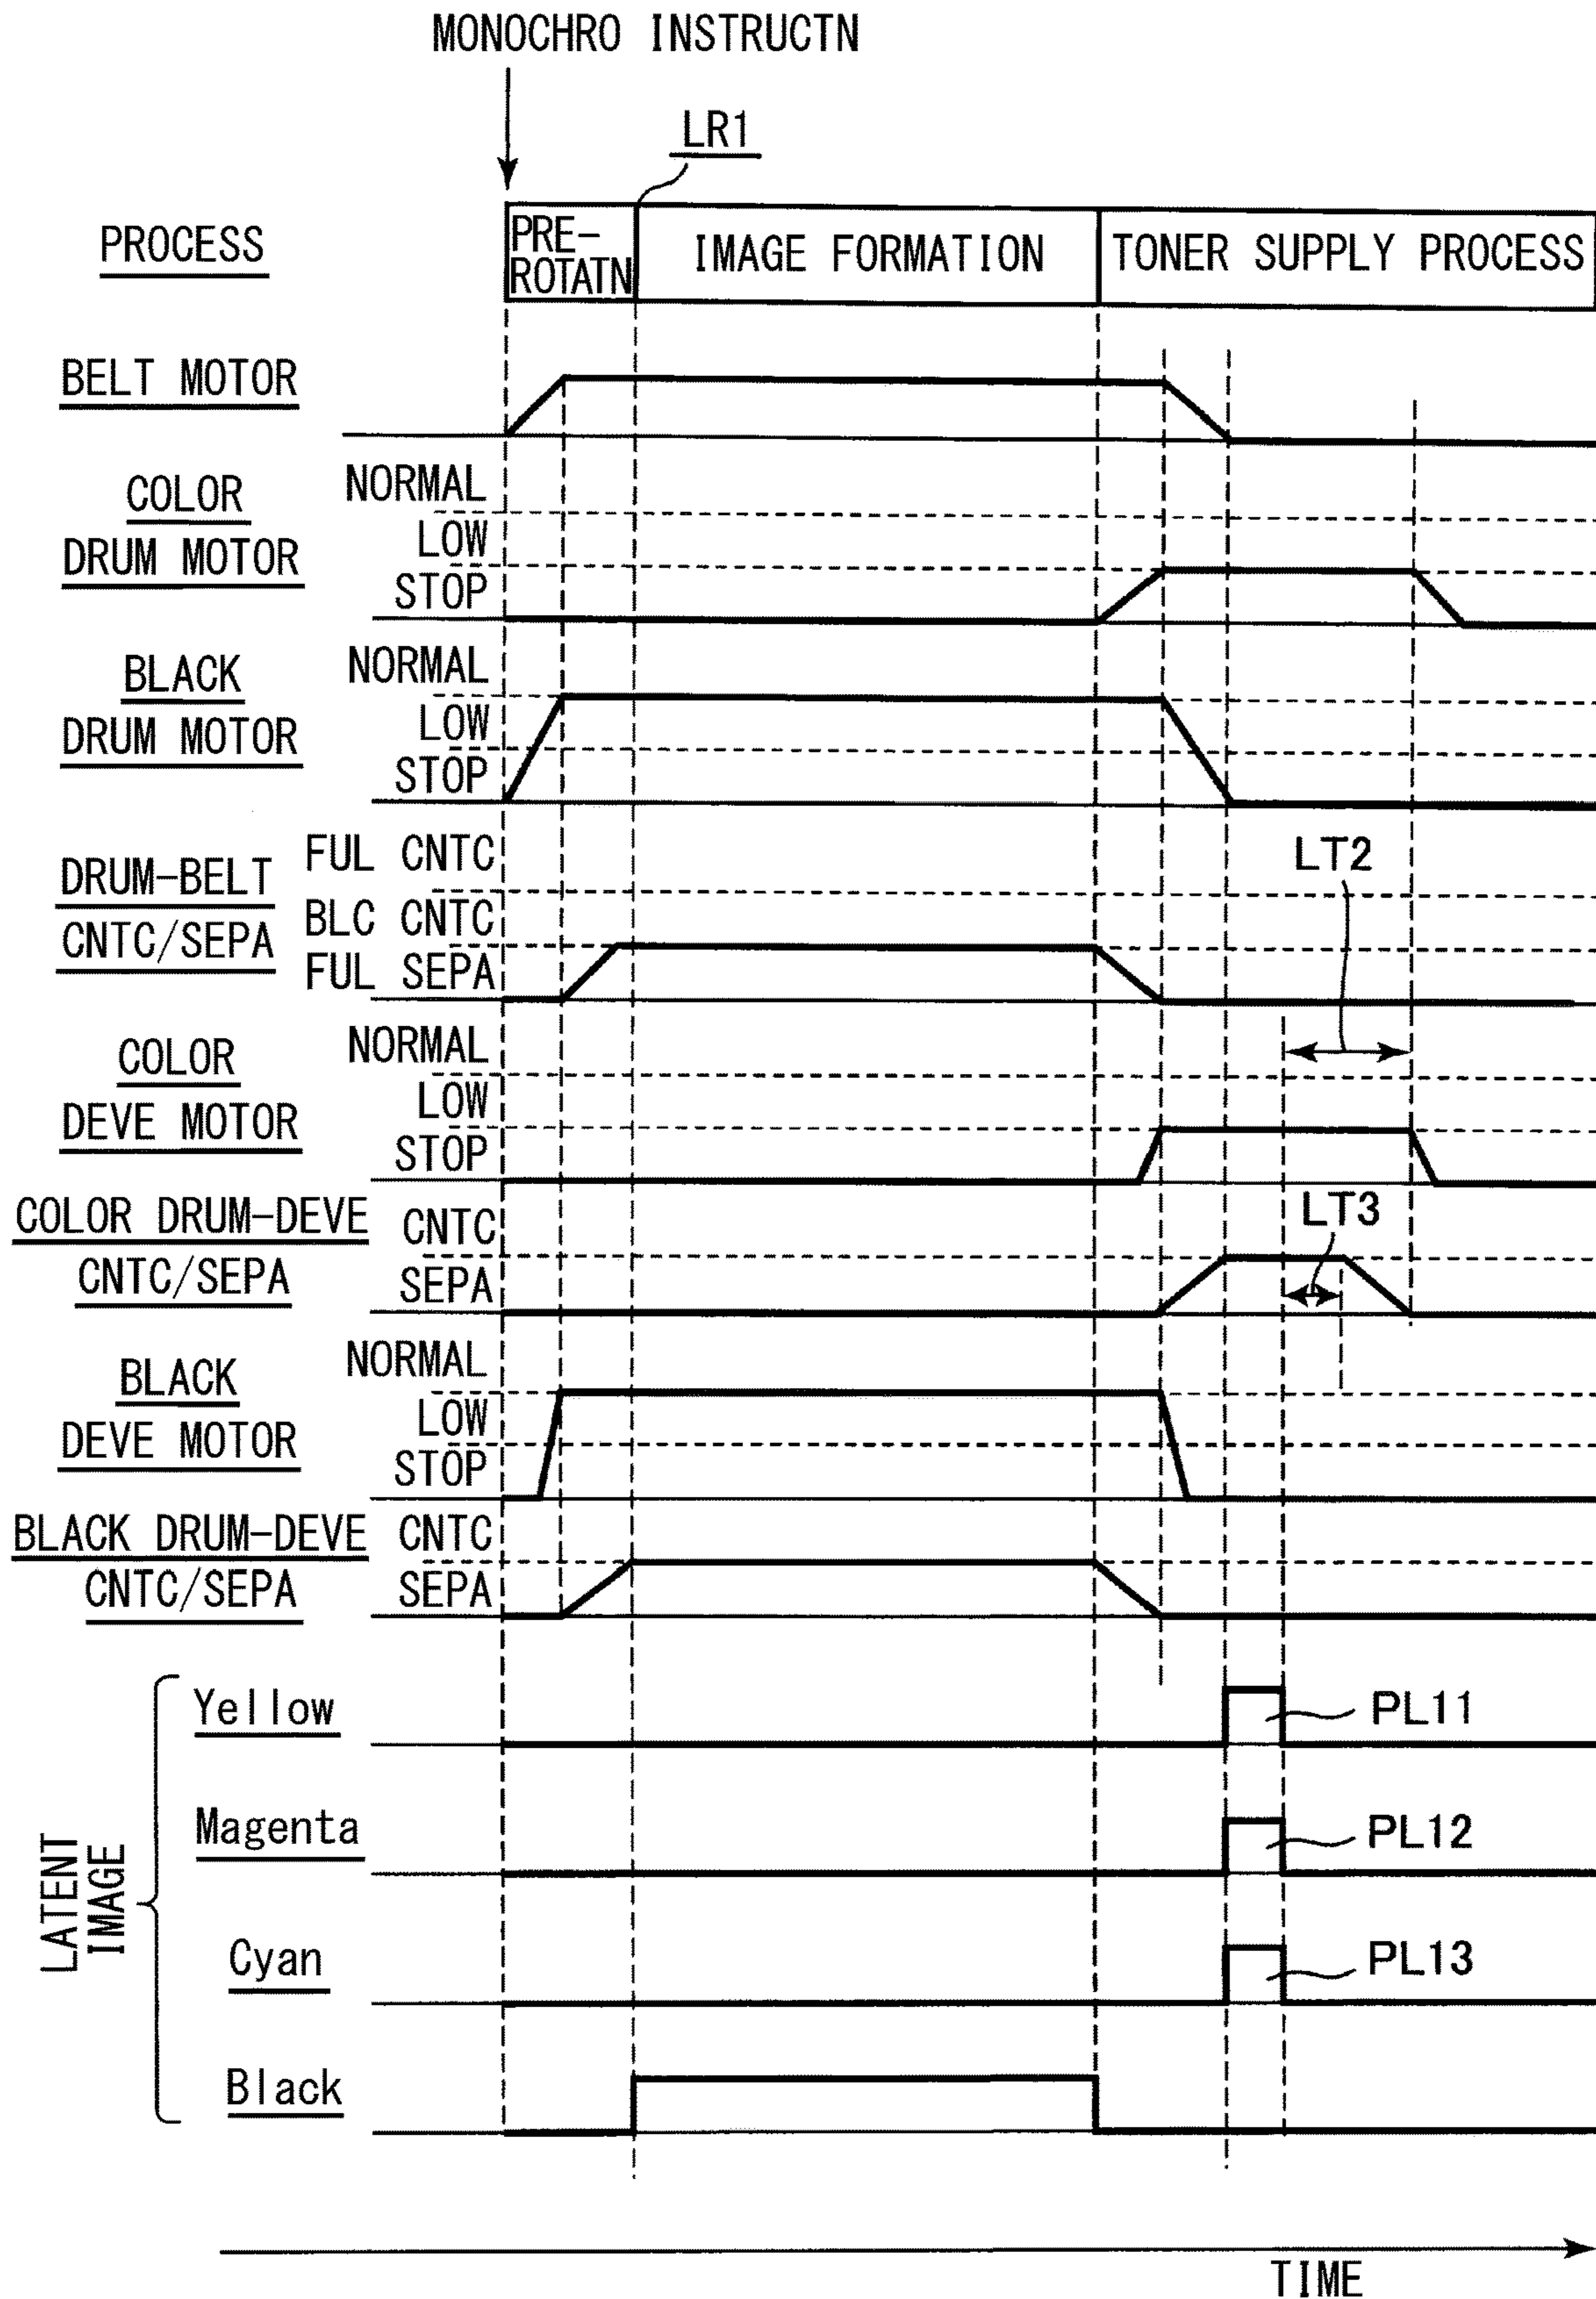 MONOCHRO INSTRUCTN
LR1
PROCESS
PRE-
ROTATN
IMAGE FORMATION
TONER SUPPLY PROCESS
BELT MOTOR
COLOR
DRUM MOTOR
NORMAL
LOW
STOP
BLACK
DRUM MOTOR
NORMAL
LOW
STOP
DRUM-BELT
CNTC/SEPA
FUL CNTC
BLC CNTC
FUL SEPA
LT2
COLOR
DEVE MOTOR
NORMAL
LOW
STOP
COLOR DRUM-DEVE
CNTC/SEPA
CNTC
SEPA
LT3
BLACK
DEVE MOTOR
NORMAL
LOW
STOP
BLACK DRUM-DEVE
CNTC/SEPA
CNTC
SEPA
LATENT
IMAGE
Yellow
PL11
Magenta
PL12
Cyan
PL13
Black
TIME